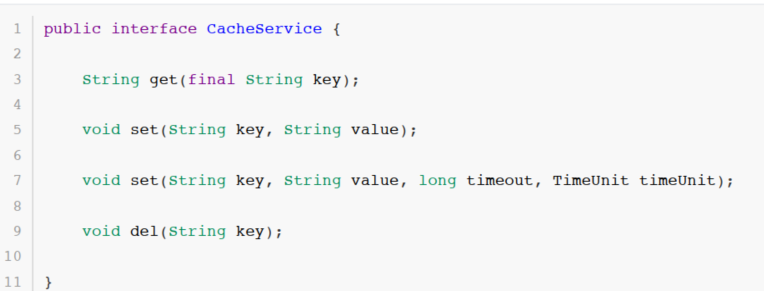 1 public interface CacheService {
2
3 String get(final String key);
4
5 void set(String key, String value);
6
7 void set(String key, String value, long timeout, TimeUnit timeUnit);
8
9 void del(String key);
10
11 }